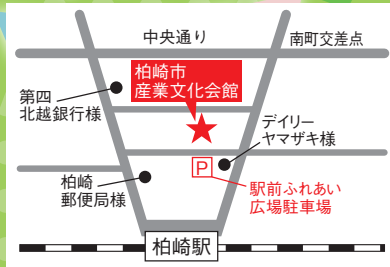 中央通り
南町交差点
柏崎市
産業文化会館
第四
北越銀行様
デイリー
ヤマザキ様
P
柏崎
郵便局様
駅前ふれあい
広場駐車場
柏崎駅